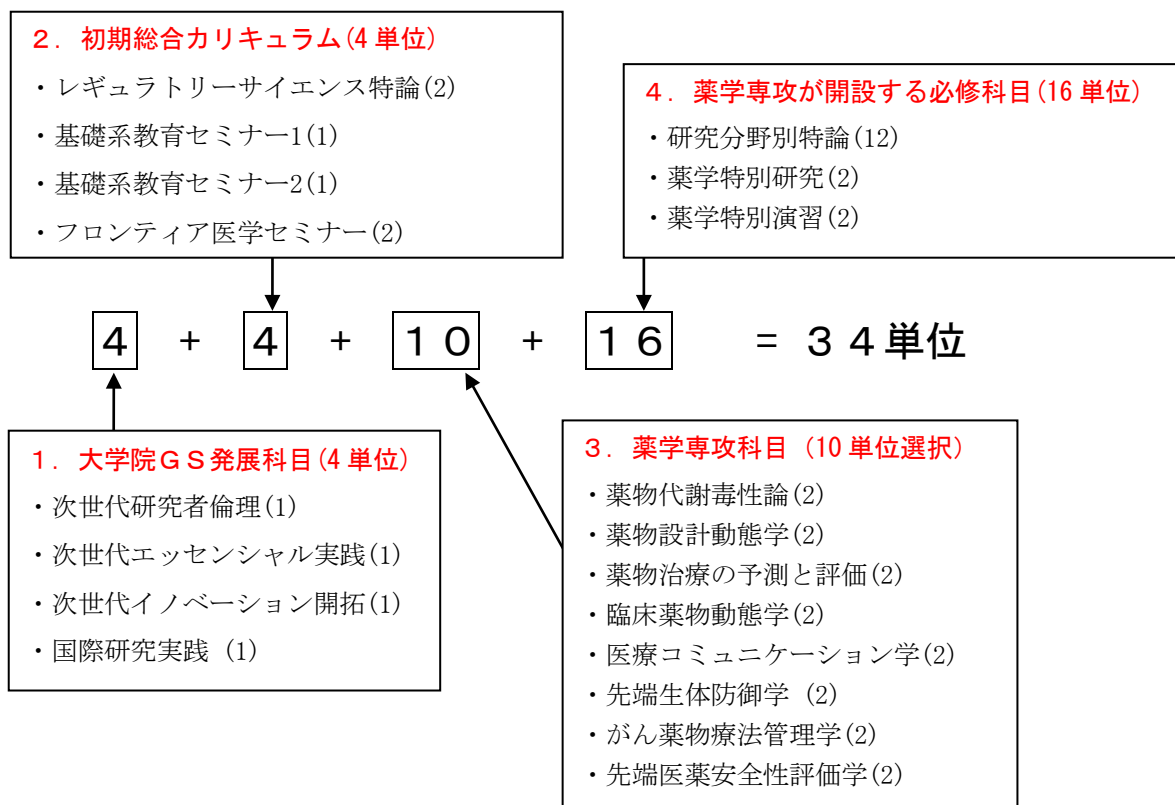 ２．初期総合カリキュラム(4 単位)
・レギュラトリーサイエンス特論(2)
・基礎系教育セミナー1(1)
・基礎系教育セミナー2(1)
・フロンティア医学セミナー(2)
４．薬学専攻が開設する必修科目(16 単位)
・研究分野別特論(12)
・薬学特別研究(2)
・薬学特別演習(2)
４ + ４ + １０ + １６ = ３４単位
１．大学院ＧＳ発展科目(4 単位)
・次世代研究者倫理(1)
・次世代エッセンシャル実践(1)
・次世代イノベーション開拓(1)
・国際研究実践 (1)
３．薬学専攻科目 (10 単位選択)
・薬物代謝毒性論(2)
・薬物設計動態学(2)
・薬物治療の予測と評価(2)
・臨床薬物動態学(2)
・医療コミュニケーション学(2)
・先端生体防御学 (2)
・がん薬物療法管理学(2)
・先端医薬安全性評価学(2)